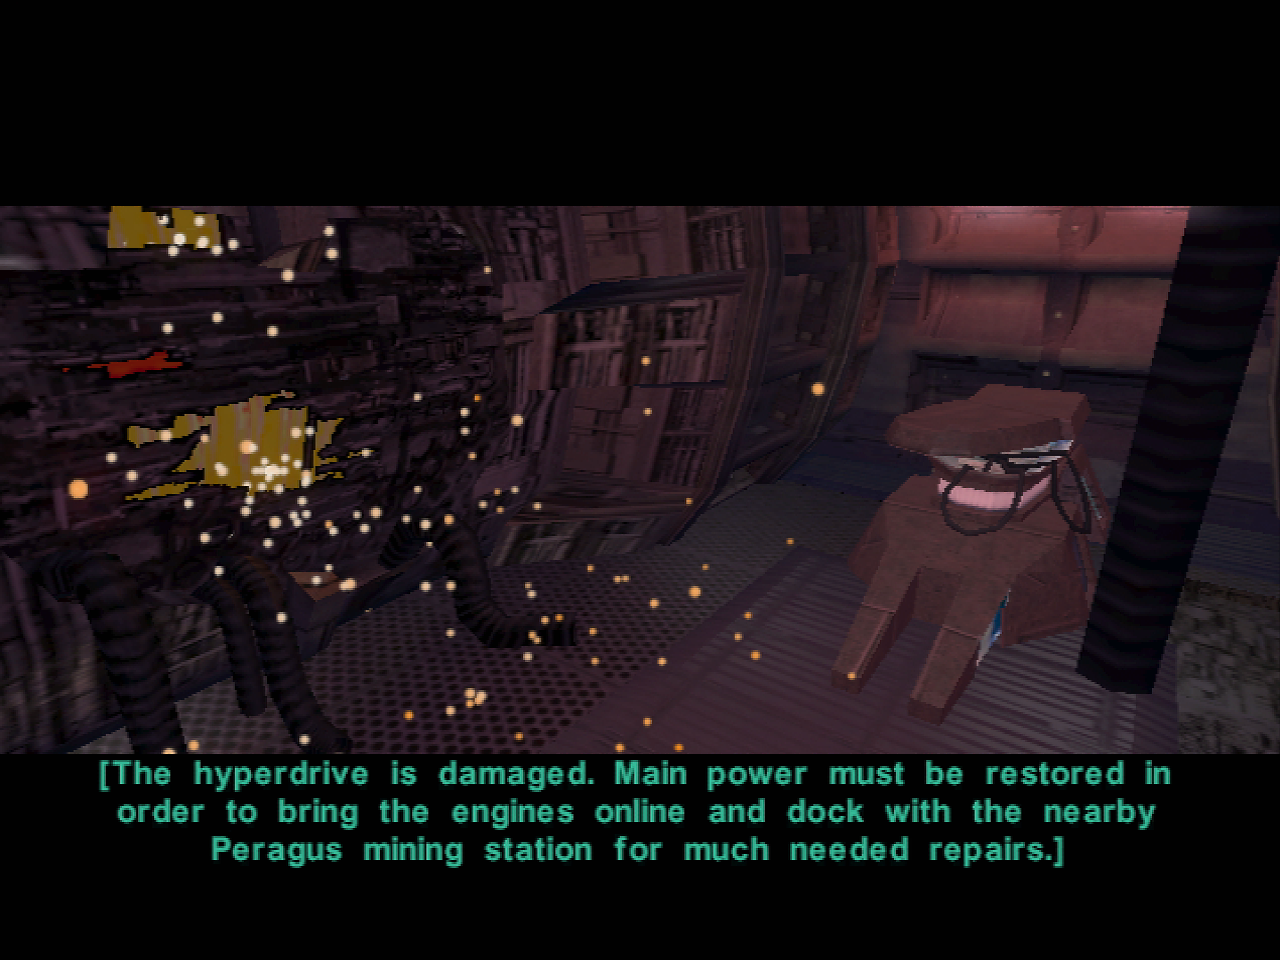 [The hyperdrive is damaged. Main power must be restored in
order to bring the engines online and dock with the nearby
Peragus mining station for much needed repairs.]